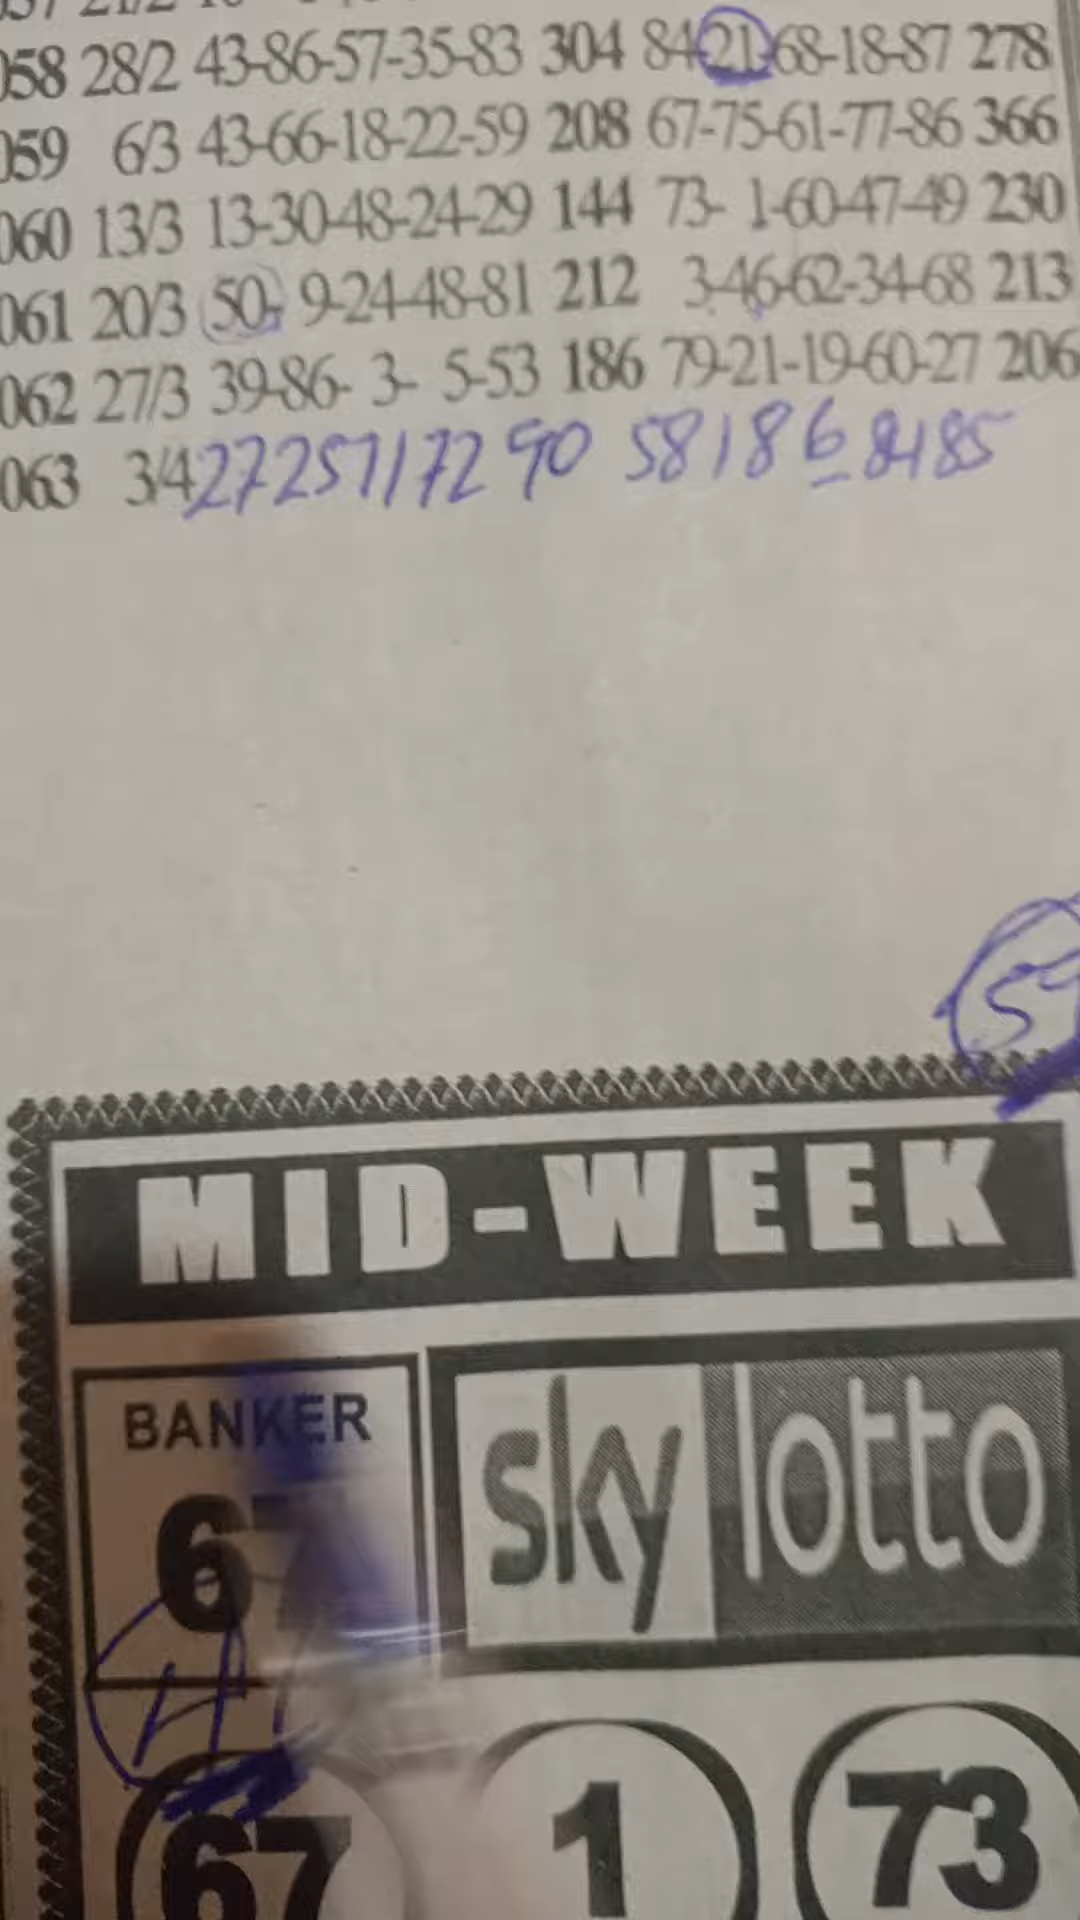 058 28/2 43-86-57-35-83 304 84-21-68-18-87 278
059 6/3 43-66-18-22-59 208 67-75-61-77-86 366
060 13/3 13-30-48-24-29 144 73- 1-60-47-49 230
061 20/3 50- 9-24-48-81 212 3-46-62-34-68 213
062 27/3 39-86- 3- 5-53 186 79-21-19-60-27 206
063 3/4 27 25 71 17 72 90 58 18 6 84 85
MID-WEEK
BANKER
67
sky lotto
67 1 73